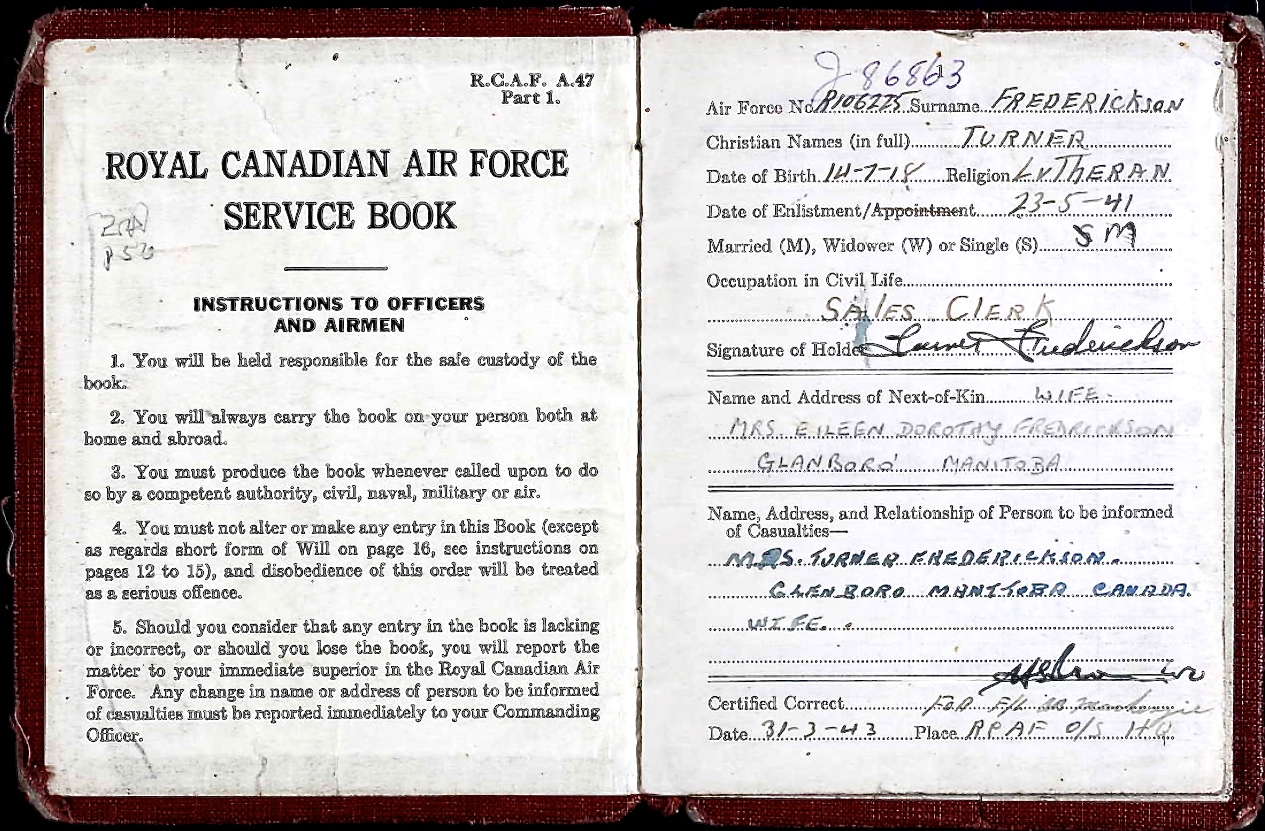 R.C.A.F. A.47
Part 1.
ROYAL CANADIAN AIR FORCE
SERVICE BOOK
INSTRUCTIONS TO OFFICERS
AND AIRMEN
1. You will be held responsible for the safe custody of the
book.
2. You will always carry the book on your person both at
home and abroad.
3. You must produce the book whenever called upon to do
so by a competent authority, civil, naval, military or air.
4. You must not alter or make any entry in this Book (except
as regards short form of Will on page 16, see instructions on
pages 12 to 15), and disobedience of this order will be treated
as a serious offence.
5. Should you consider that any entry in the book is lacking
or incorrect, or should you lose the book, you will report the
matter to your immediate superior in the Royal Canadian Air
Force. Any change in name or address of person to be informed
of casualties must be reported immediately to your Commanding
Officer.
J 86863
Air Force No. R106225 Surname FREDERICKSON
Christian Names (in full) TURNER
Date of Birth 14-7-18 Religion LUTHERAN
Date of Enlistment/Appointment 23-5-41
Married (M), Widower (W) or Single (S) S M
Occupation in Civil Life
SALES CLERK
Signature of Holder Turner Frederickson
Name and Address of Next-of-Kin WIFE-
MRS. EILEEN DOROTHY FREDRICKSON
GLANBORO' MANITOBA
Name, Address, and Relationship of Person to be informed
of Casualties—
MRS. TURNER FREDERICKSON.
GLENBORO MANITOBA CANADA.
WIFE.
Certified Correct FOR F/L
Date 31-3-43 Place RCAF O/S HQ